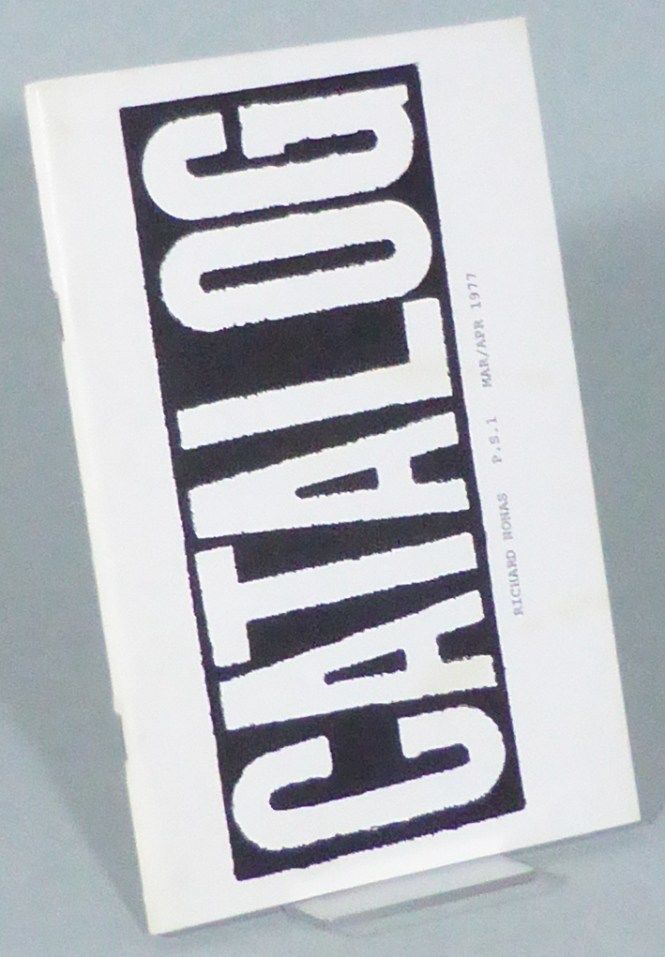 CATALOG
RICHARD NONAS P.S.1 MAR/APR 1977